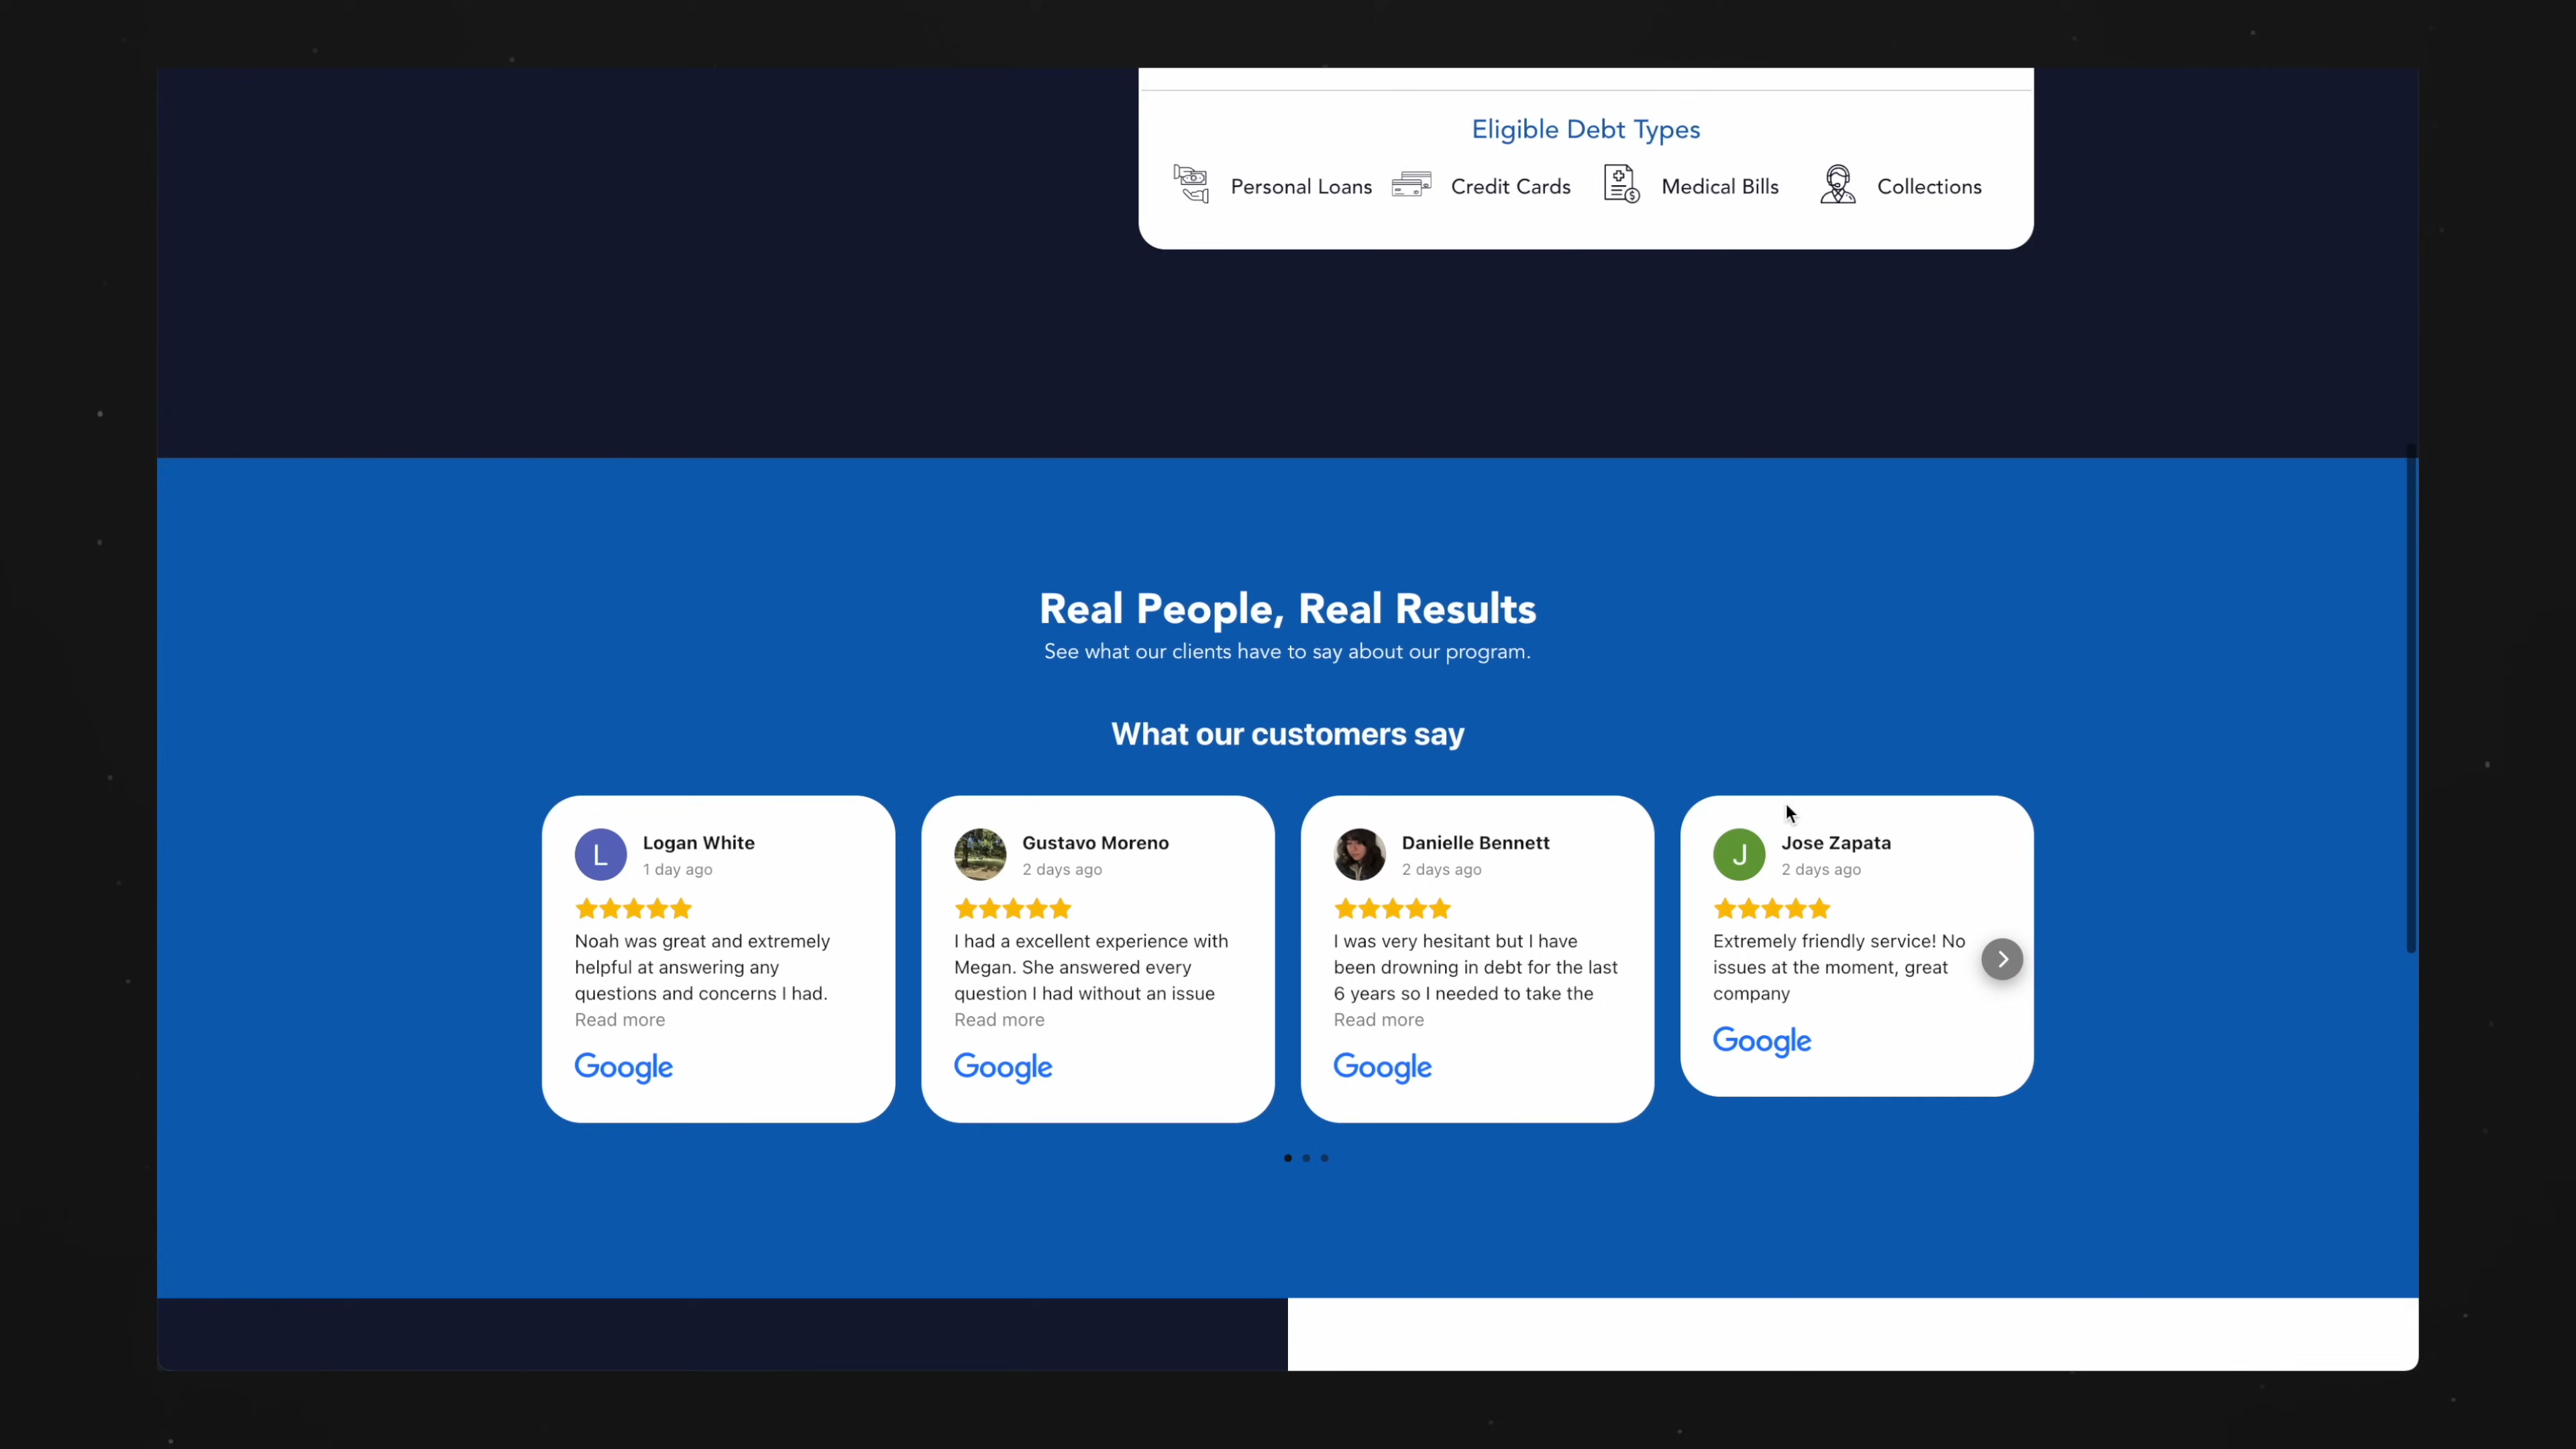 Eligible Debt Types
Personal Loans
Credit Cards
Medical Bills
Collections
Real People, Real Results
See what our clients have to say about our program.
What our customers say
L
Logan White
1 day ago
Noah was great and extremely
helpful at answering any
questions and concerns I had.
Read more
Google
Gustavo Moreno
2 days ago
I had a excellent experience with
Megan. She answered every
question I had without an issue
Read more
Google
Danielle Bennett
2 days ago
I was very hesitant but I have
been drowning in debt for the last
6 years so I needed to take the
Read more
Google
J
Jose Zapata
2 days ago
Extremely friendly service! No
issues at the moment, great
company
Google